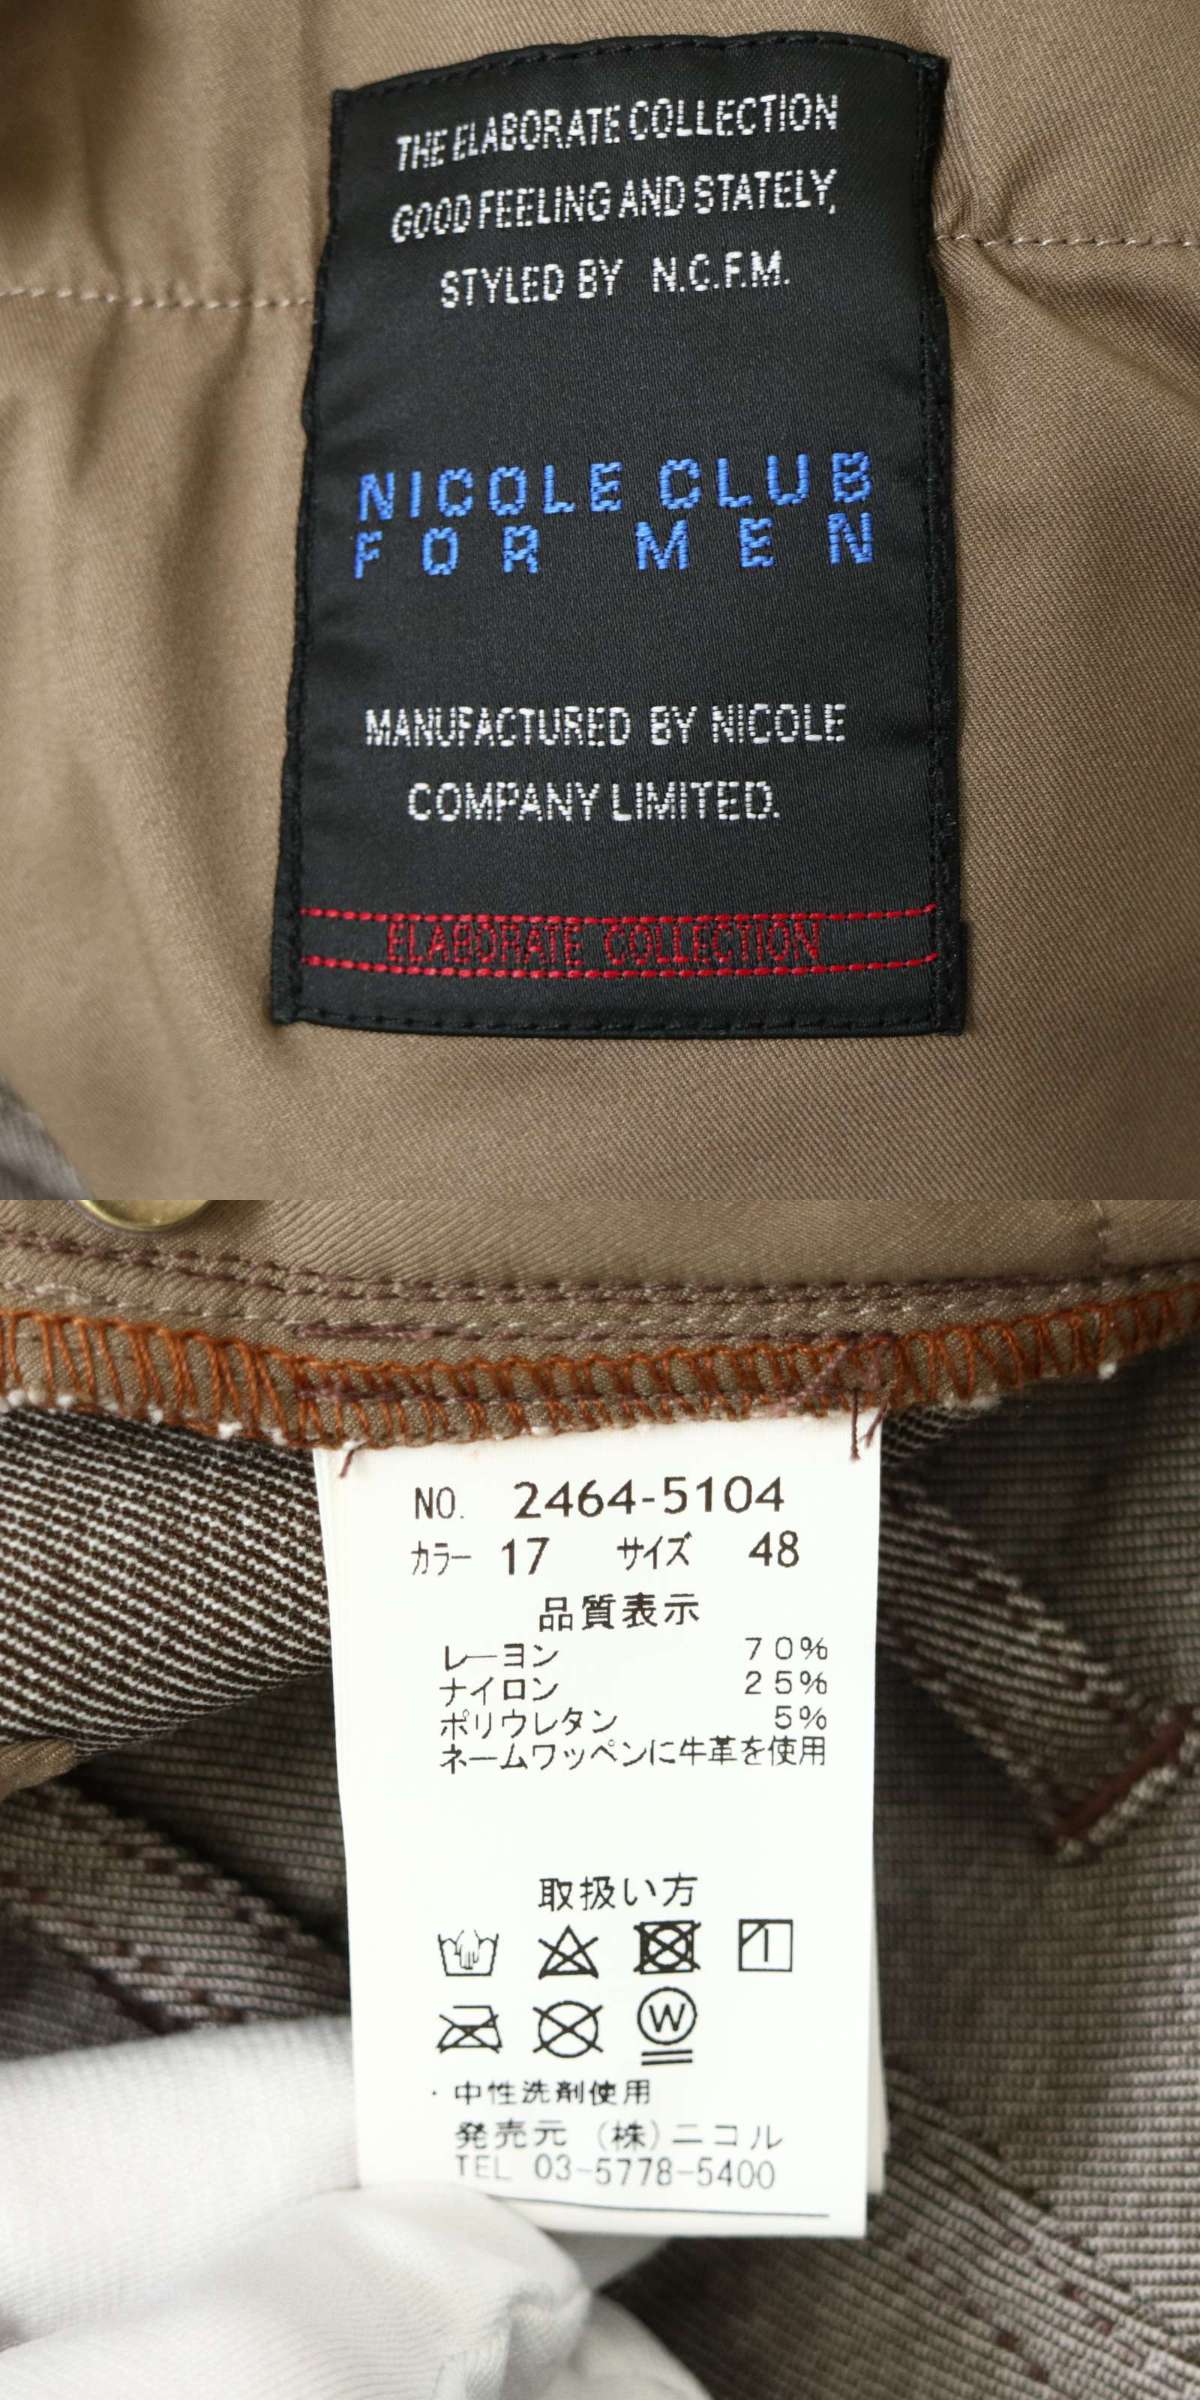 THE ELABORATE COLLECTION
GOOD FEELING AND STATELY,
STYLED BY N.C.F.M.
NICOLE CLUB
FOR MEN
MANUFACTURED BY NICOLE
COMPANY LIMITED.
ELABORATE COLLECTION
NO. 2464-5104
カラー 17 サイズ 48
品質表示
レーヨン 70%
ナイロン 25%
ポリウレタン 5%
ネームワッペンに牛革を使用
取扱い方
W
・中性洗剤使用
発売元 (株)ニコル
TEL 03-5778-5400